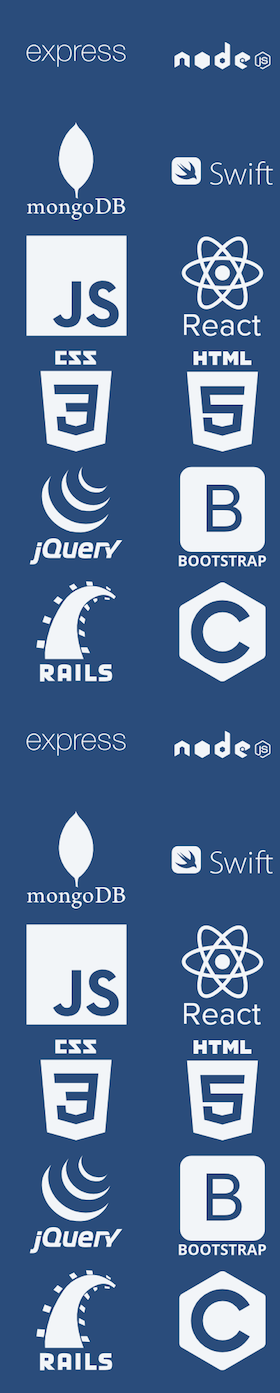 express
node JS
mongoDB
Swift
JS
React
CSS
3
HTML
5
jQuery
B
BOOTSTRAP
RAILS
C
express
node JS
mongoDB
Swift
JS
React
CSS
3
HTML
5
jQuery
B
BOOTSTRAP
RAILS
C